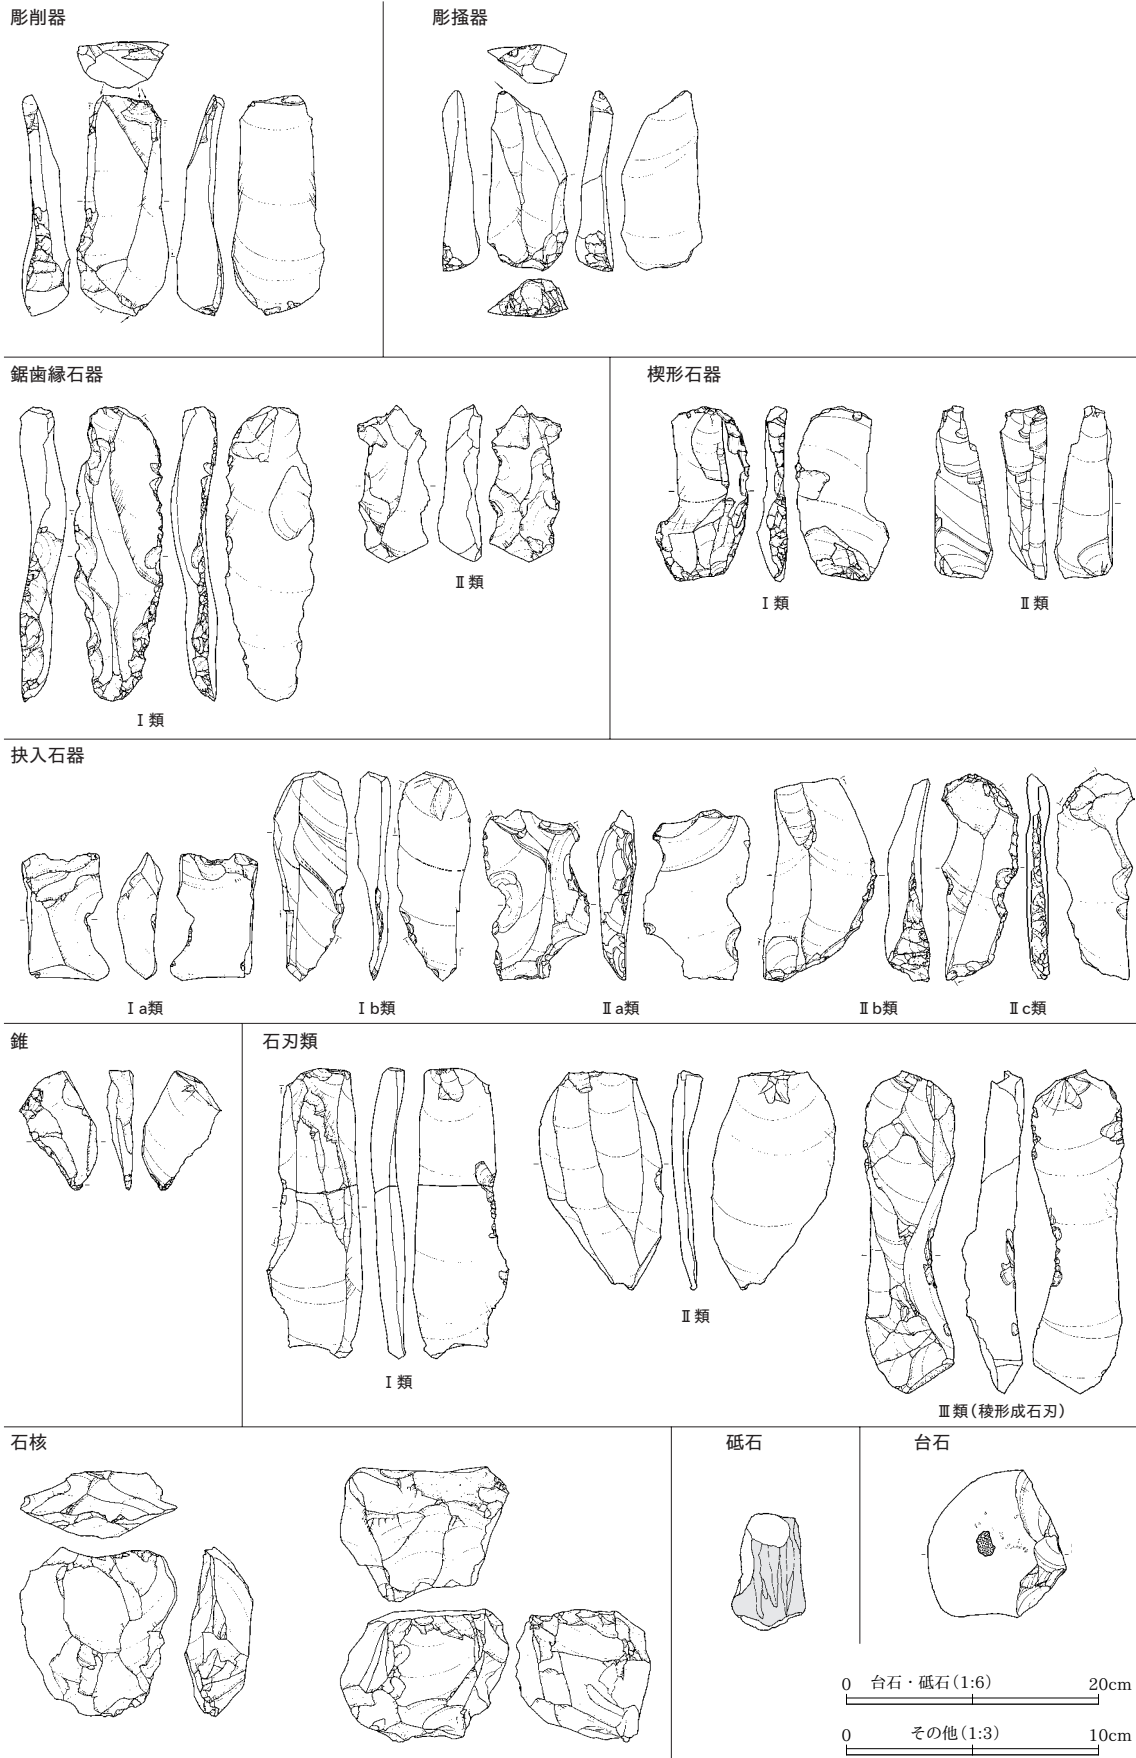 彫削器
彫掻器
鋸歯縁石器
楔形石器
Ⅰ類
Ⅱ類
Ⅰ類
Ⅱ類
抉入石器
Ⅰa類
Ⅰb類
Ⅱa類
Ⅱb類
Ⅱc類
錐
石刃類
Ⅰ類
Ⅱ類
Ⅲ類（稜形成石刃）
石核
砥石
台石
0 台石・砥石(1:6) 20cm
0 その他(1:3) 10cm